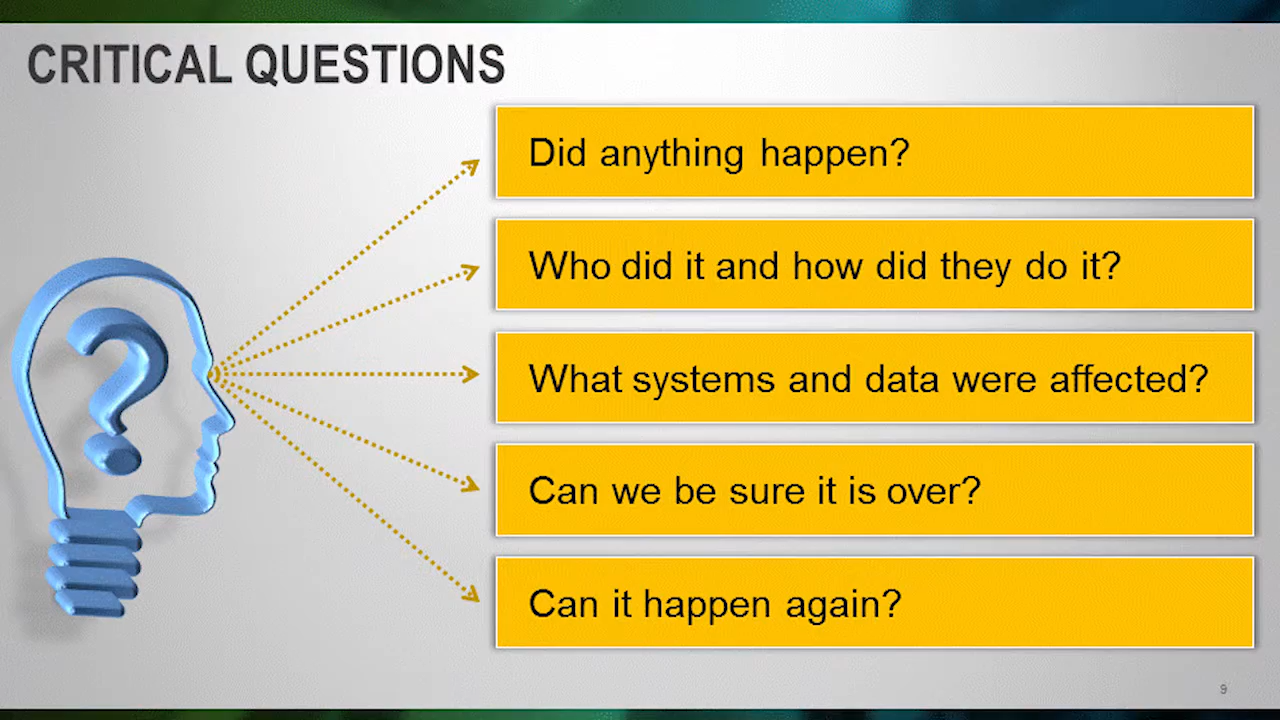 CRITICAL QUESTIONS
Did anything happen?
Who did it and how did they do it?
What systems and data were affected?
Can we be sure it is over?
Can it happen again?
9